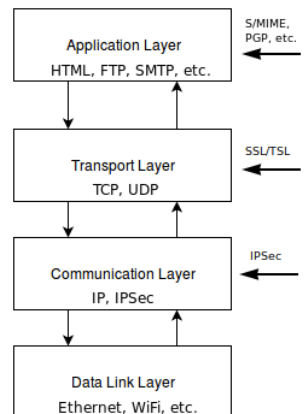 S/MIME,
PGP, etc.
Application Layer
HTML, FTP, SMTP, etc.
SSL/TSL
Transport Layer
TCP, UDP
IPSec
Communication Layer
IP, IPSec
Data Link Layer
Ethernet, WiFi, etc.